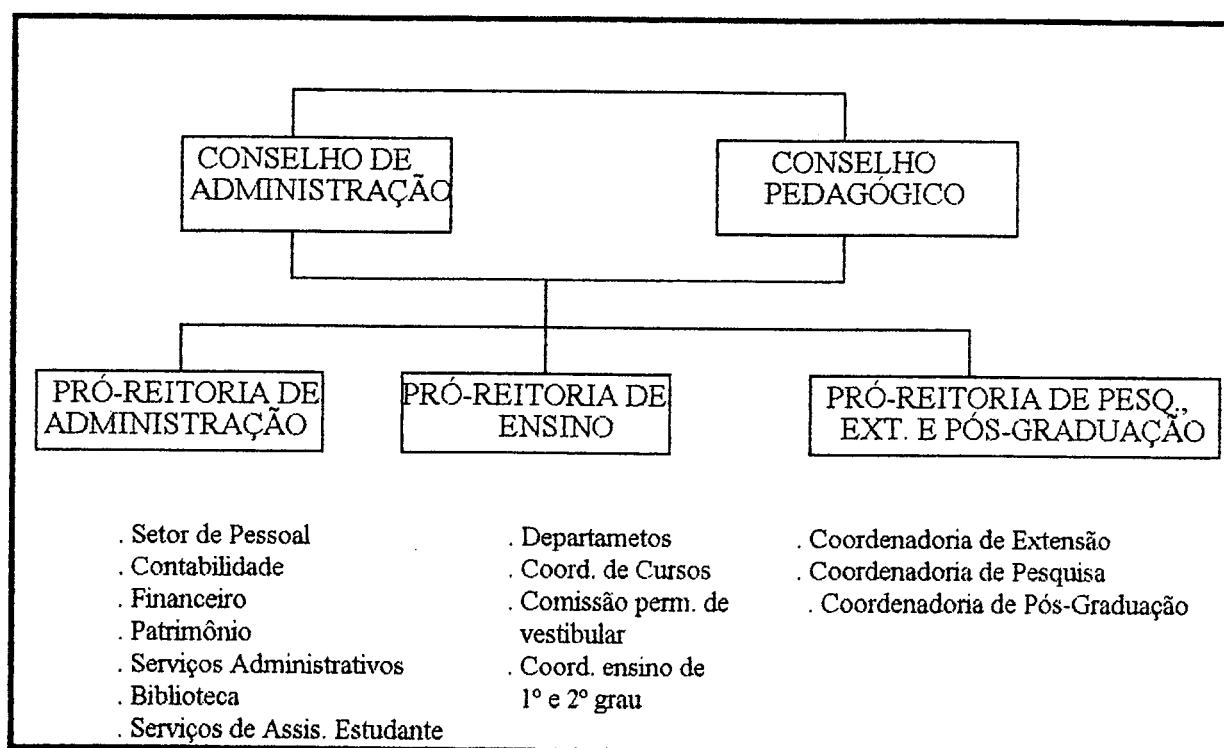 CONSELHO DE
ADMINISTRAÇÃO
CONSELHO
PEDAGÓGICO
PRÓ-REITORIA DE
ADMINISTRAÇÃO
PRÓ-REITORIA DE
ENSINO
PRÓ-REITORIA DE PESQ.,
EXT. E PÓS-GRADUAÇÃO
. Setor de Pessoal
. Contabilidade
. Financeiro
. Patrimônio
. Serviços Administrativos
. Biblioteca
. Serviços de Assis. Estudante
. Departametos
. Coord. de Cursos
. Comissão perm. de
vestibular
. Coord. ensino de
1º e 2º grau
. Coordenadoria de Extensão
. Coordenadoria de Pesquisa
. Coordenadoria de Pós-Graduação